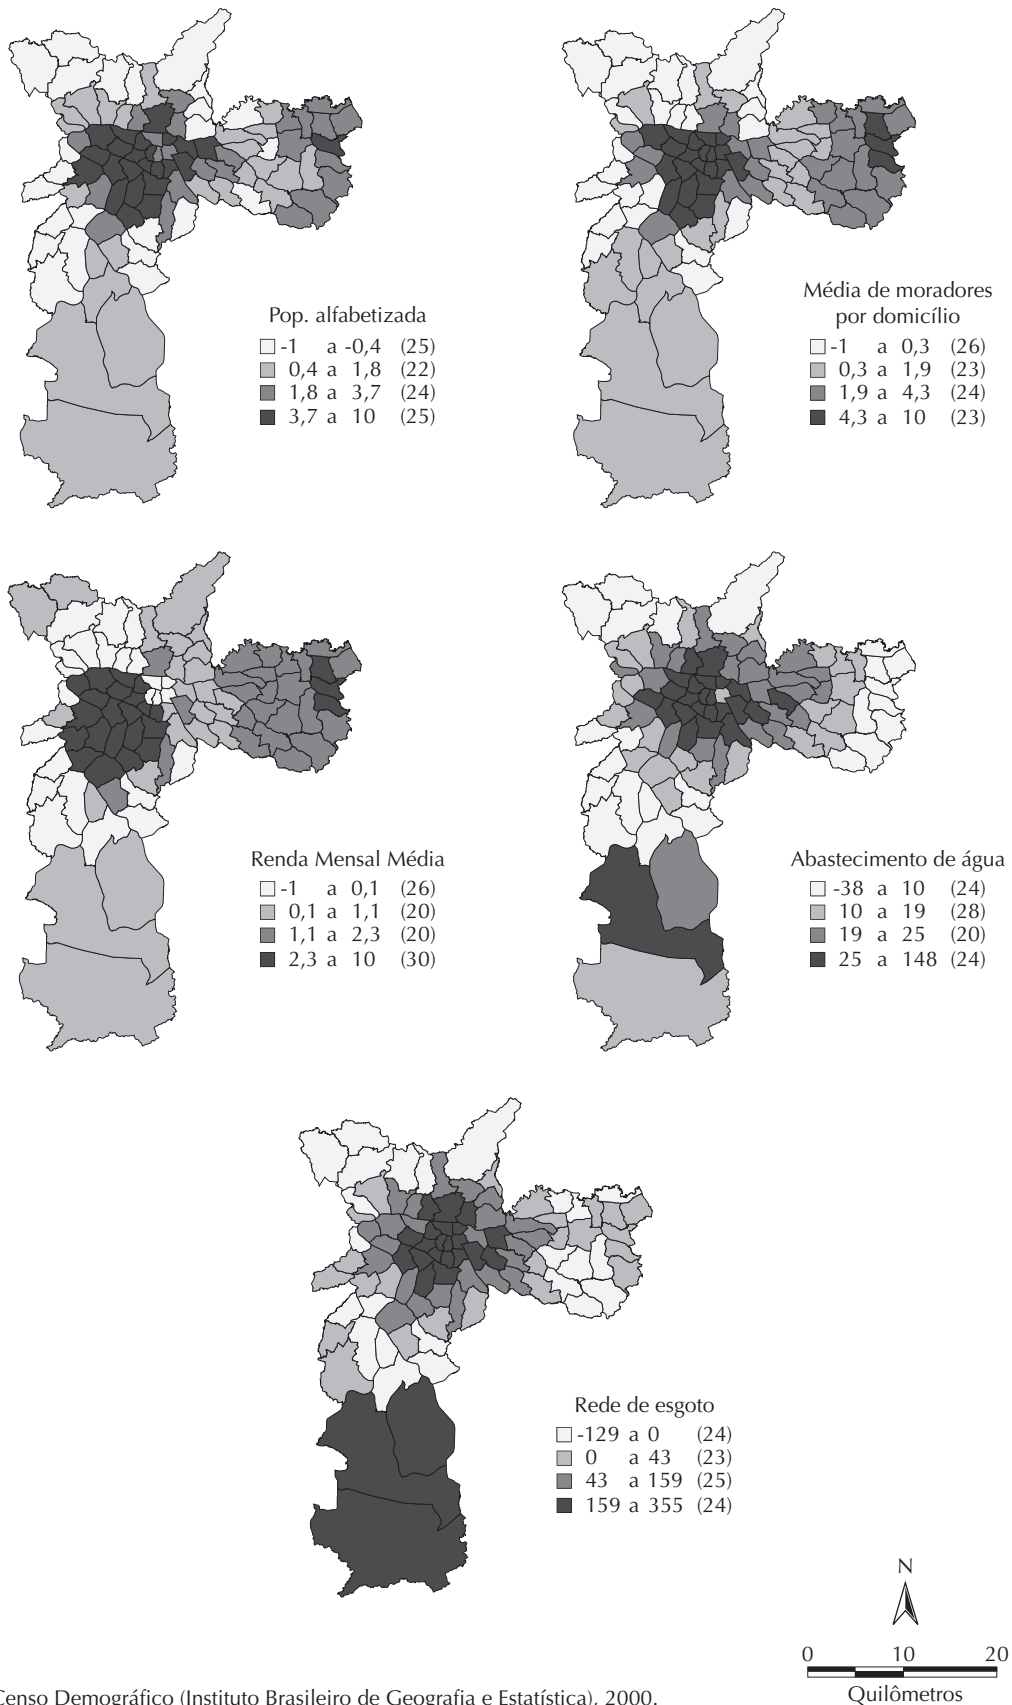 Pop. alfabetizada
-1 a -0,4 (25)
0,4 a 1,8 (22)
1,8 a 3,7 (24)
3,7 a 10 (25)
Média de moradores
por domicílio
-1 a 0,3 (26)
0,3 a 1,9 (23)
1,9 a 4,3 (24)
4,3 a 10 (23)
Renda Mensal Média
-1 a 0,1 (26)
0,1 a 1,1 (20)
1,1 a 2,3 (20)
2,3 a 10 (30)
Abastecimento de água
-38 a 10 (24)
10 a 19 (28)
19 a 25 (20)
25 a 148 (24)
Rede de esgoto
-129 a 0 (24)
0 a 43 (23)
43 a 159 (25)
159 a 355 (24)
N
0 10 20
Quilômetros
Censo Demográfico (Instituto Brasileiro de Geografia e Estatística), 2000.